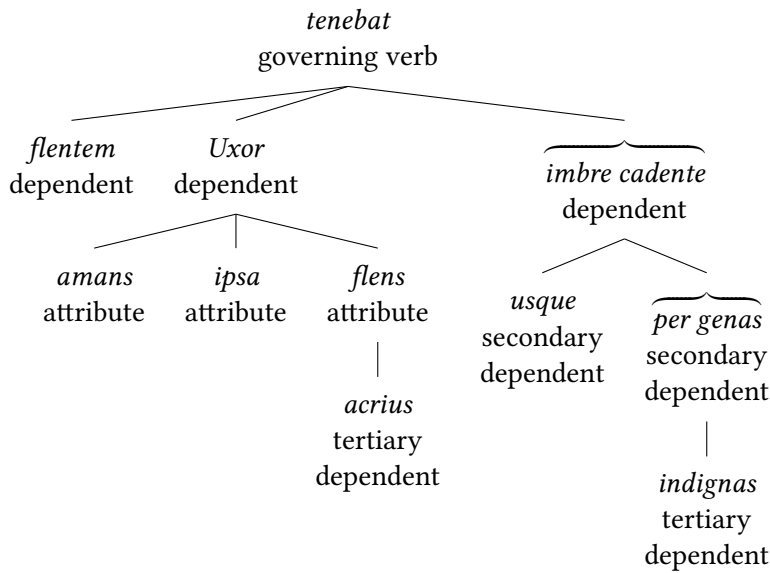 tenebat
governing verb
flentem
dependent
Uxor
dependent
imbre cadente
dependent
amans
attribute
ipsa
attribute
flens
attribute
usque
secondary
dependent
per genas
secondary
dependent
acrius
tertiary
dependent
indignas
tertiary
dependent